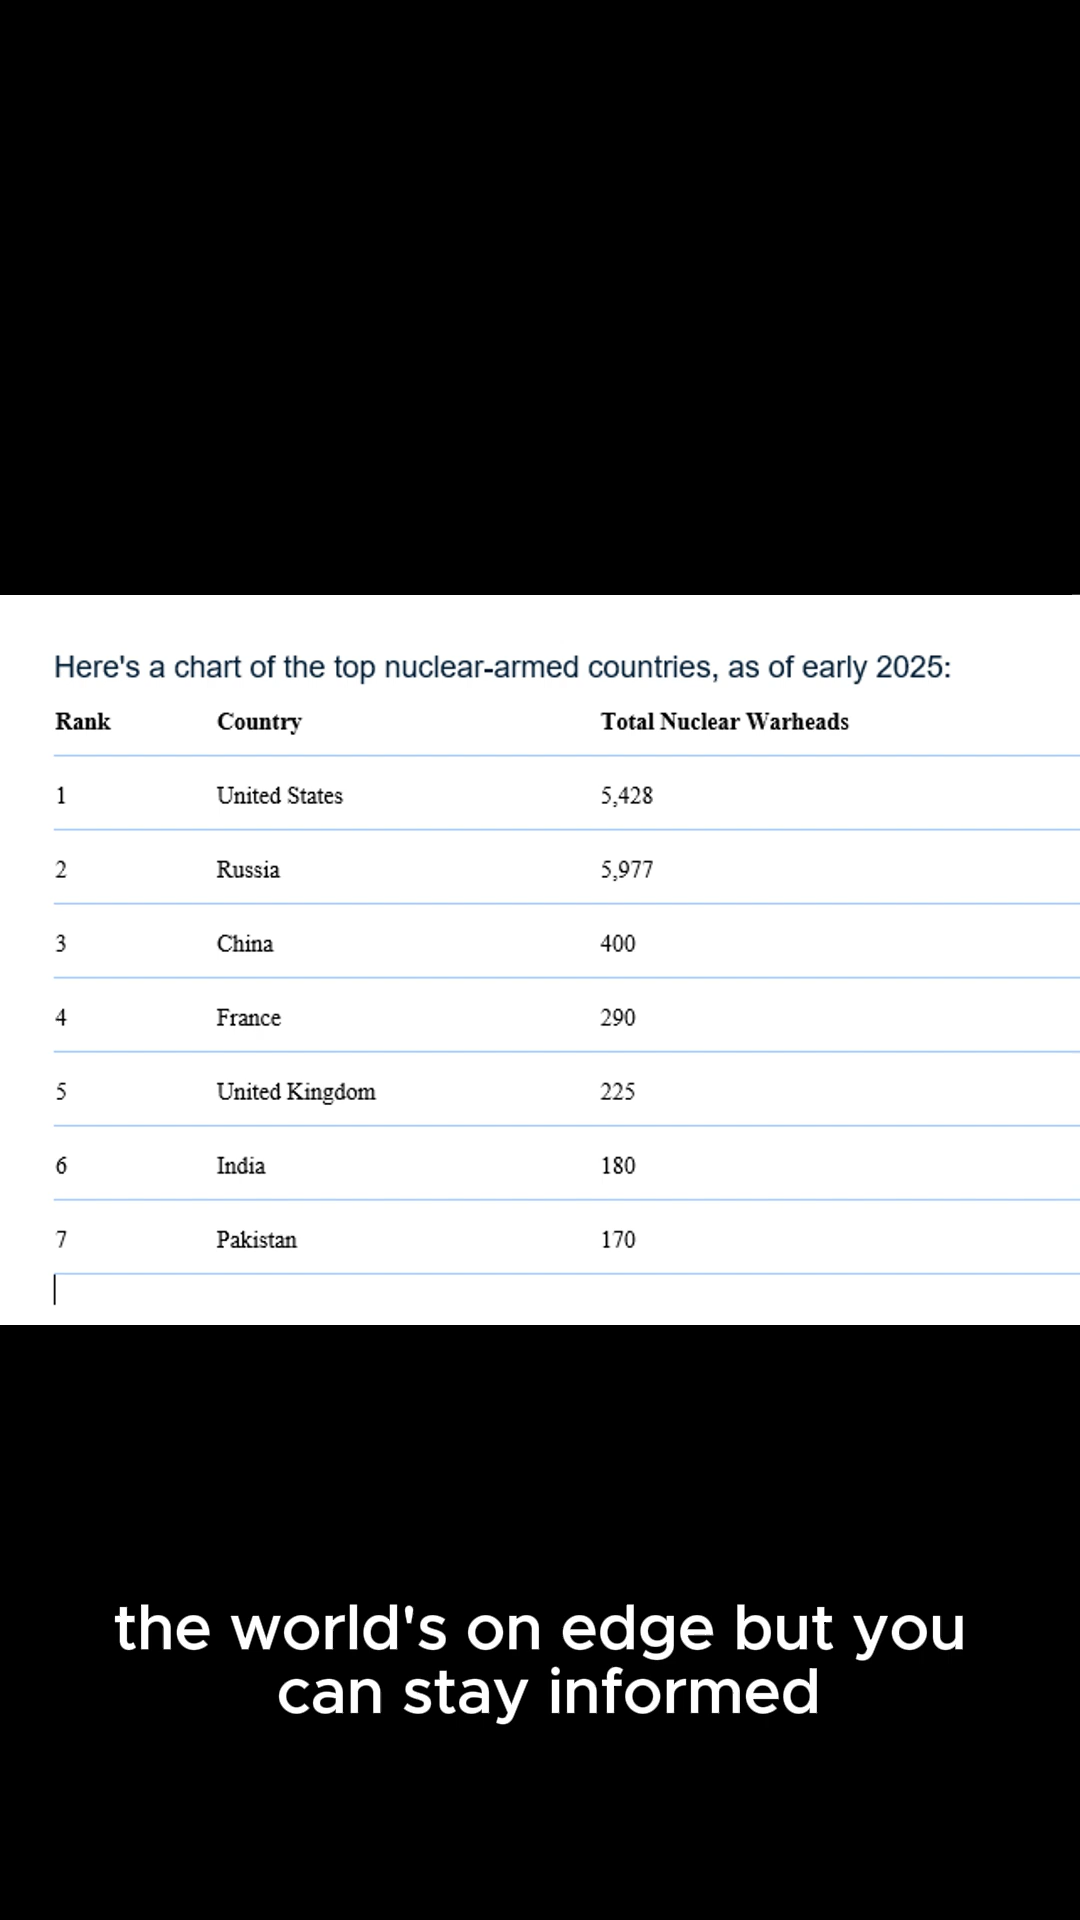 Here's a chart of the top nuclear-armed countries, as of early 2025:
Rank Country Total Nuclear Warheads
1 United States 5,428
2 Russia 5,977
3 China 400
4 France 290
5 United Kingdom 225
6 India 180
7 Pakistan 170
the world's on edge but you
can stay informed